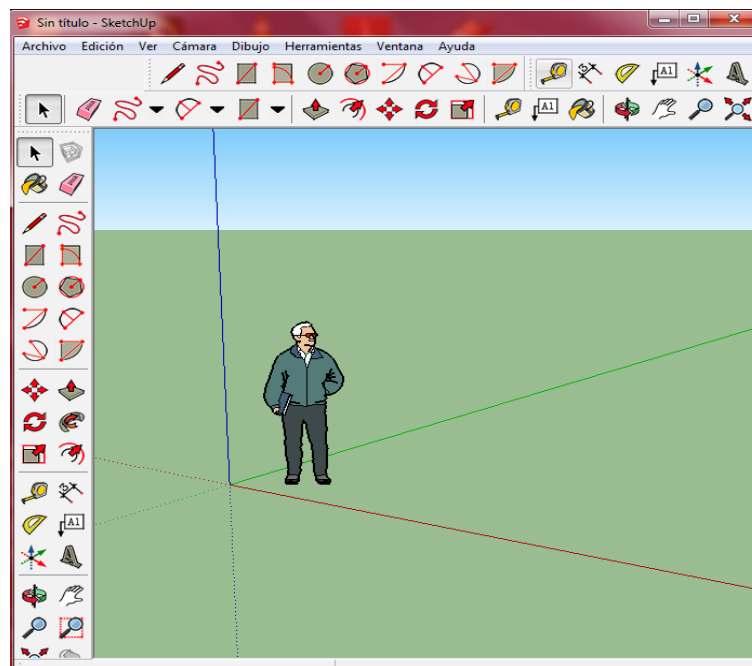 Sin título - SketchUp
Archivo Edición Ver Cámara Dibujo Herramientas Ventana Ayuda
A1
A1
A1